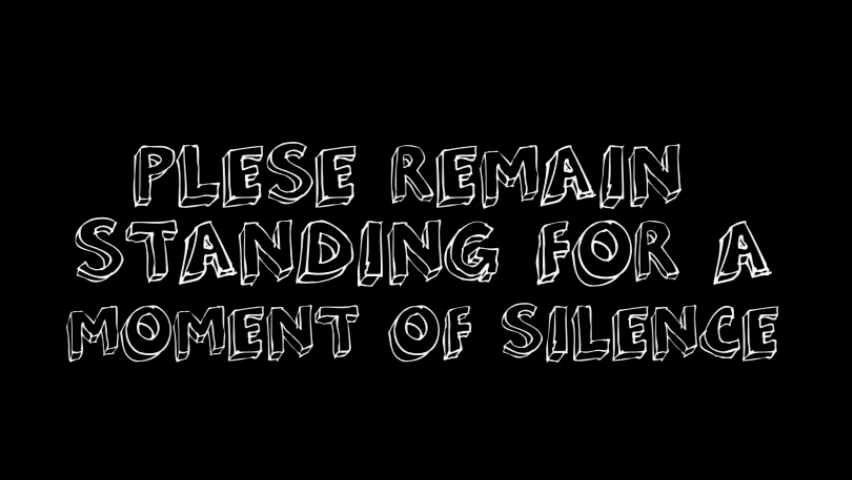 PLESE REMAIN
STANDING FOR A
MOMENT OF SILENCE